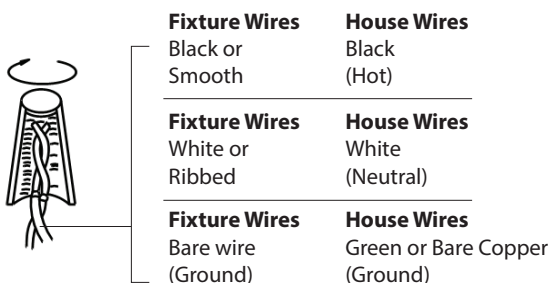 Fixture Wires House Wires
Black or Black
Smooth (Hot)
Fixture Wires House Wires
White or White
Ribbed (Neutral)
Fixture Wires House Wires
Bare wire Green or Bare Copper
(Ground) (Ground)